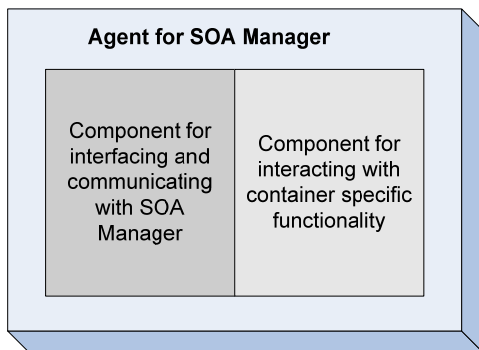 Agent for SOA Manager
Component for
interfacing and
communicating
with SOA
Manager
Component for
interacting with
container specific
functionality